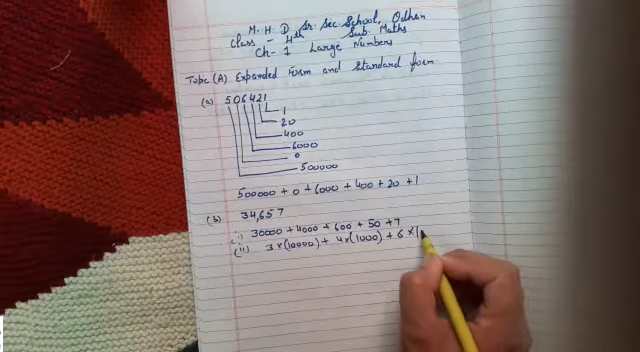 M. H D Sr. Sec. School, Odhan
Class - 4th Sub. Maths
Ch- 1 Large Numbers
Topic (A) Expanded Form and Standard form
(a) 506421
1
20
400
6000
0
500000
500000 + 0 + 6000 + 400 + 20 + 1
(b) 34,657
(i) 30000 + 4000 + 600 + 50 + 7
(ii) 3 x (10000) + 4 x (1000) + 6 x 1